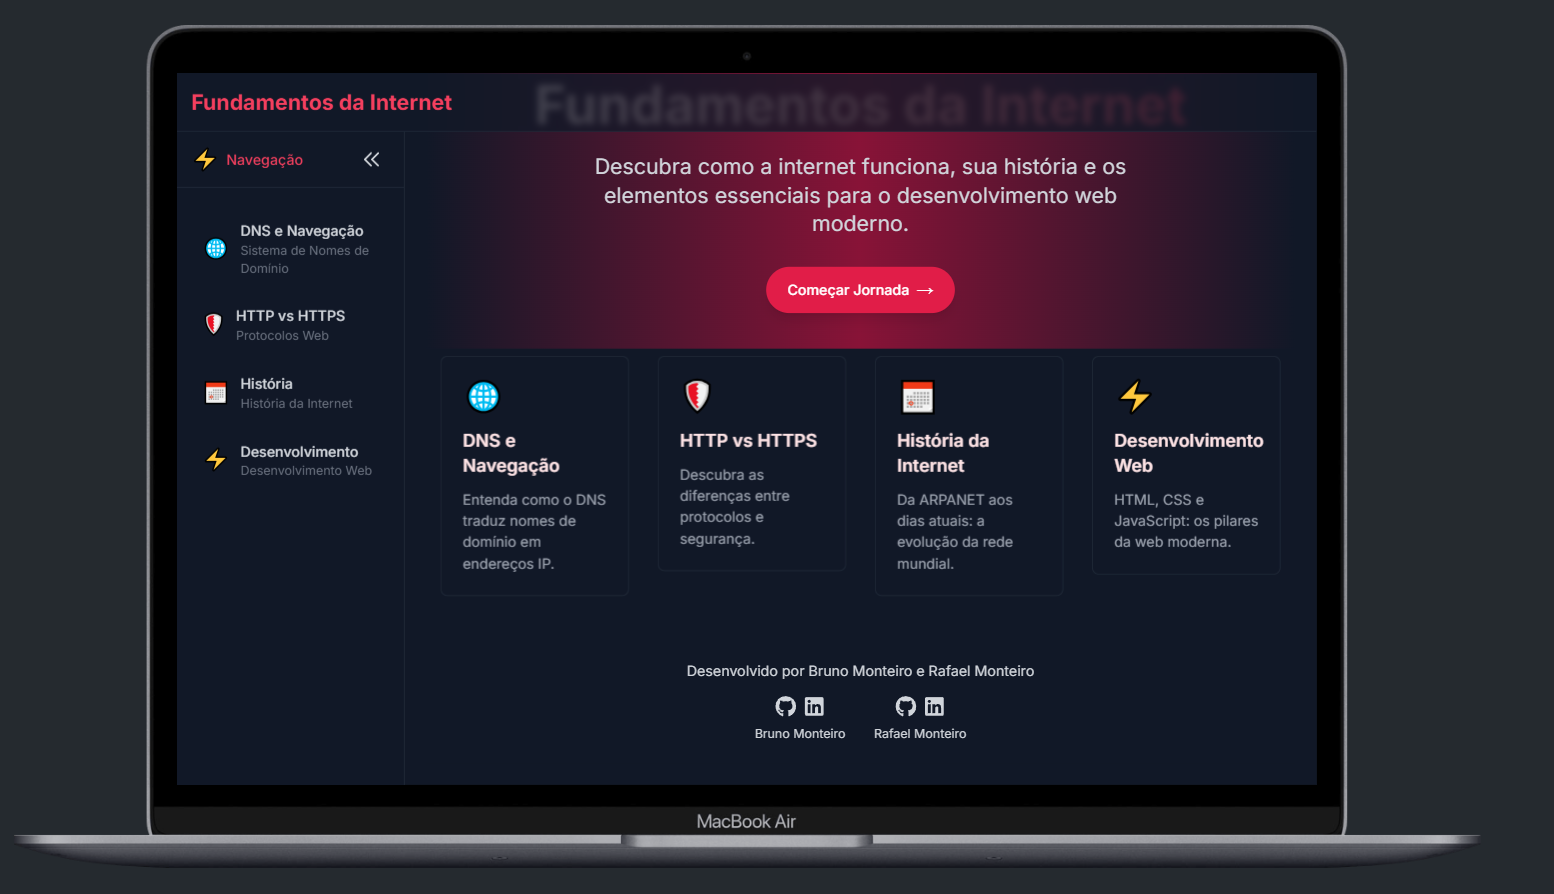 Fundamentos da Internet
Fundamentos da Internet
Navegação
DNS e Navegação
Sistema de Nomes de
Domínio
HTTP vs HTTPS
Protocolos Web
História
História da Internet
Desenvolvimento
Desenvolvimento Web
Descubra como a internet funciona, sua história e os
elementos essenciais para o desenvolvimento web
moderno.
Começar Jornada →
DNS e
Navegação
Entenda como o DNS
traduz nomes de
domínio em
endereços IP.
HTTP vs HTTPS
Descubra as
diferenças entre
protocolos e
segurança.
História da
Internet
Da ARPANET aos
dias atuais: a
evolução da rede
mundial.
Desenvolvimento
Web
HTML, CSS e
JavaScript: os pilares
da web moderna.
Desenvolvido por Bruno Monteiro e Rafael Monteiro
Bruno Monteiro
Rafael Monteiro
MacBook Air